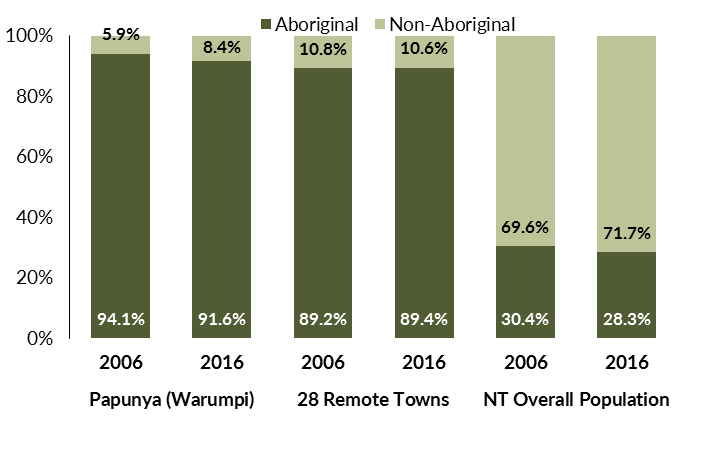 Aboriginal Non-Aboriginal
100%
80%
60%
40%
20%
0%
5.9% 8.4% 10.8% 10.6%
69.6% 71.7%
94.1% 91.6% 89.2% 89.4% 30.4% 28.3%
2006 2016 2006 2016 2006 2016
Papunya (Warumpi) 28 Remote Towns NT Overall Population